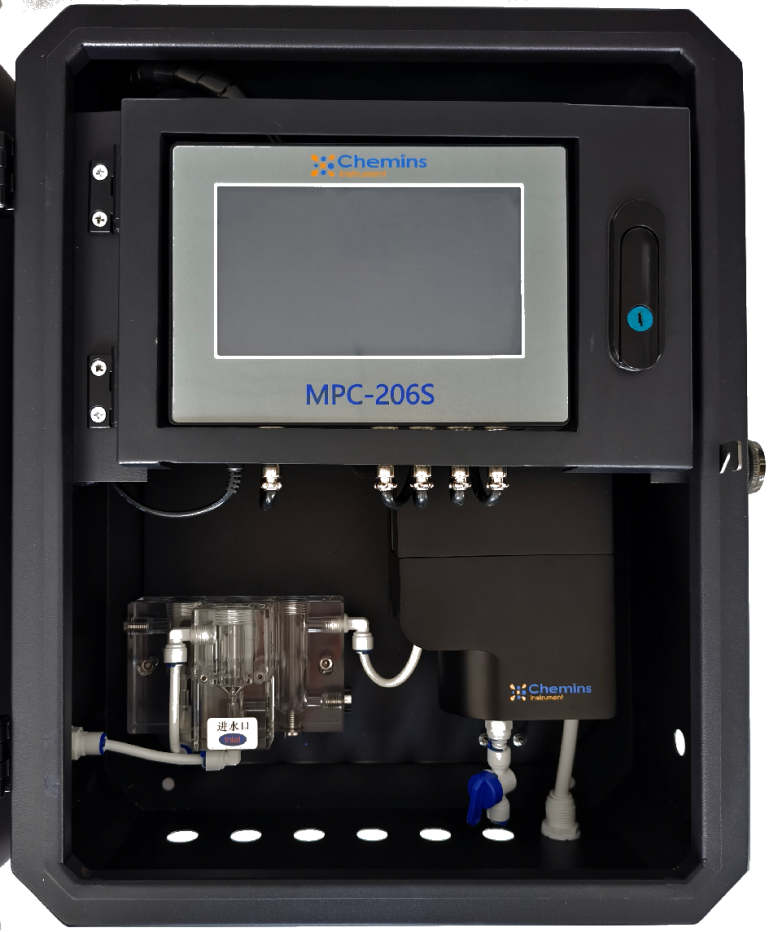 Chemins
Instrument
MPC-206S
Chemins
Instrument
进水口
Inlet